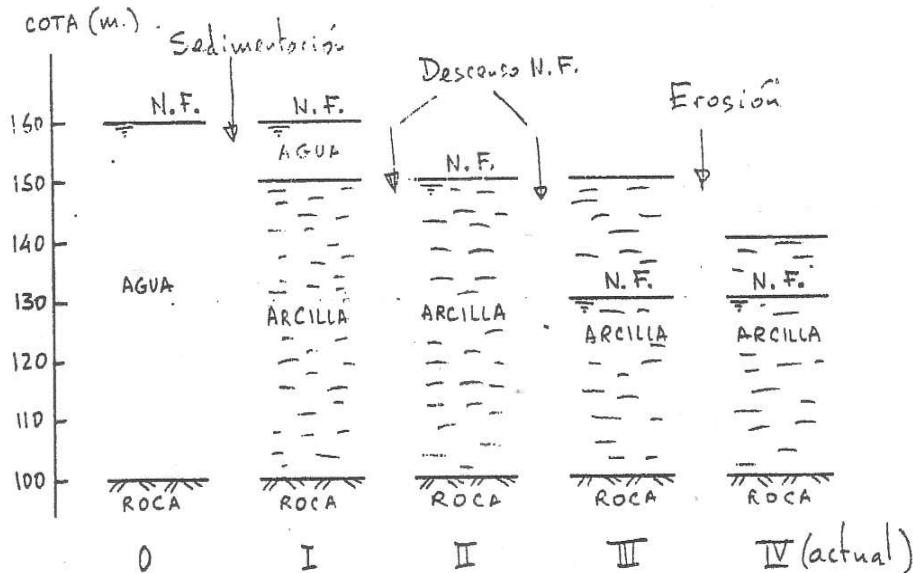 COTA (m.)
Sedimentación
Descenso N.F.
Erosión
N.F.
N.F.
160
AGUA
N.F.
150
140
N.F.
N.F.
AGUA
130
ARCILLA
ARCILLA
ARCILLA
ARCILLA
120
110
100
ROCA
ROCA
ROCA
ROCA
ROCA
0
I
II
III
IV (actual)